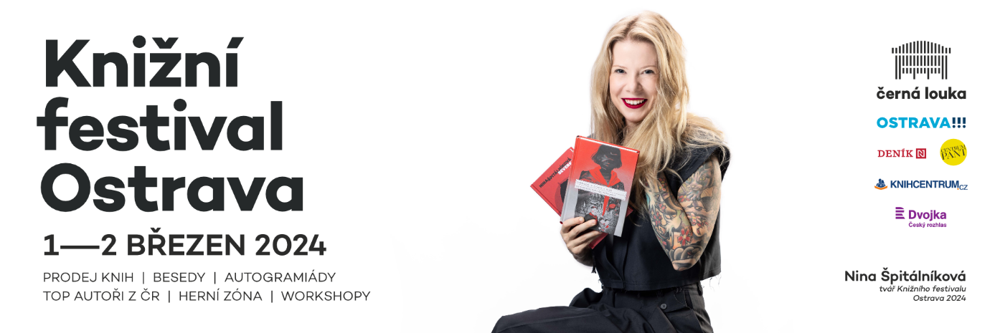 Knižní
festival
Ostrava
1—2 BŘEZEN 2024
PRODEJ KNIH | BESEDY | AUTOGRAMIÁDY
TOP AUTOŘI Z ČR | HERNÍ ZÓNA | WORKSHOPY
černá louka
OSTRAVA!!!
DENÍK N
CENTRUM
PANT
KNIHCENTRUM.CZ
Dvojka
Český rozhlas
Nina Špitálníková
tvář Knižního festivalu
Ostrava 2024